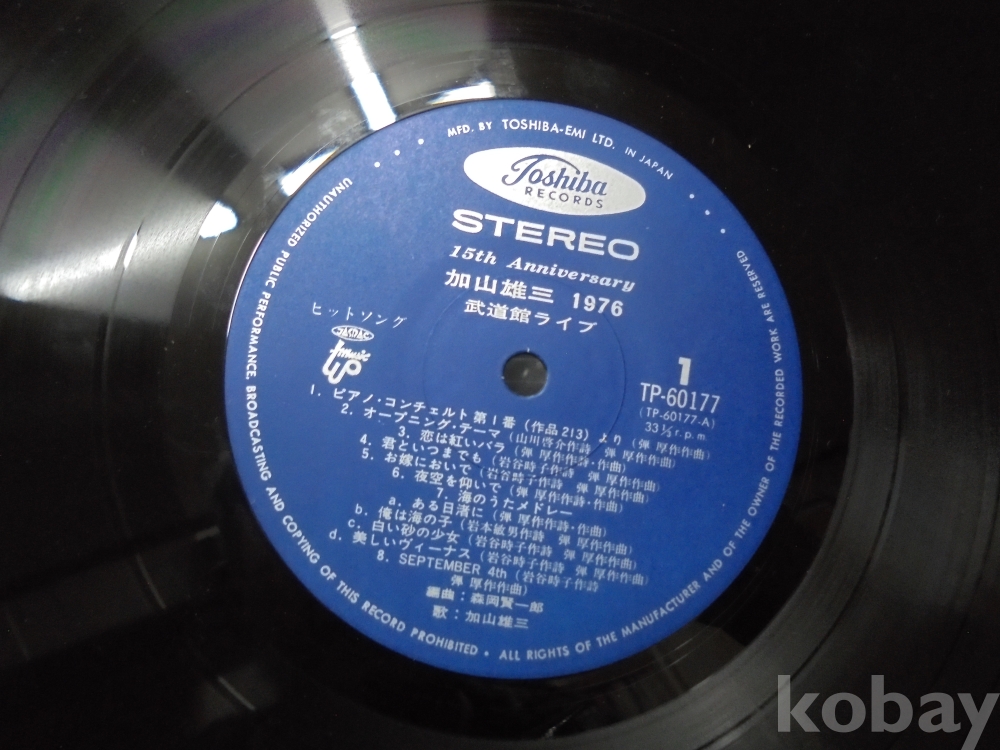 MFD. BY TOSHIBA-EMI LTD. IN JAPAN
Toshiba
RECORDS
STEREO
15th Anniversary
加山雄三 1976
武道館ライブ
ヒットソング
JASRAC
music
UP
1
TP-60177
(TP-60177-A)
33⅓r.p.m.
1. ピアノ・コンチェルト第1番(作品213)より(弾 厚作作曲)
2. オープニング・テーマ(山川啓介作詩 弾 厚作作曲)
3. 恋は紅いバラ(弾 厚作作詩・作曲)
4. 君といつまでも(岩谷時子作詩 弾 厚作作曲)
5. お嫁においで(岩谷時子作詩 弾 厚作作曲)
6. 夜空を仰いで(弾 厚作作詩・作曲)
7. 海のうたメドレー
a. ある日渚に(弾 厚作作詩・作曲)
b. 俺は海の子(岩本敏男作詩 弾 厚作作曲)
c. 白い砂の少女(岩谷時子作詩 弾 厚作作曲)
d. 美しいヴィーナス(岩谷時子作詩 弾 厚作作曲)
8. SEPTEMBER 4th(岩谷時子作詩
弾 厚作作曲)
編曲:森岡賢一郎
歌:加山雄三
UNAUTHORIZED PUBLIC PERFORMANCE, BROADCASTING AND COPYING OF THIS RECORD PROHIBITED • ALL RIGHTS OF THE MANUFACTURER AND OF THE OWNER OF THE RECORDED WORK ARE RESERVED
kobay